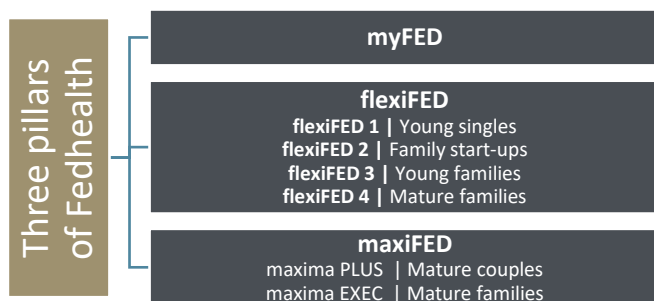 Three pillars
of Fedhealth
myFED
flexiFED
flexiFED 1 | Young singles
flexiFED 2 | Family start-ups
flexiFED 3 | Young families
flexiFED 4 | Mature families
maxiFED
maxima PLUS | Mature couples
maxima EXEC | Mature families